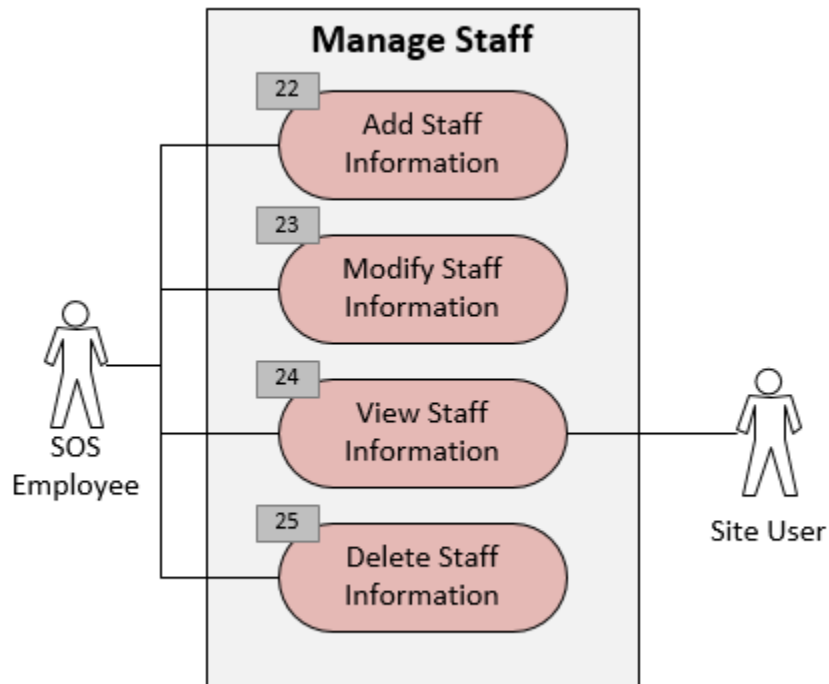 Manage Staff
22
Add Staff
Information
23
Modify Staff
Information
24
View Staff
Information
25
Delete Staff
Information
SOS
Employee
Site User